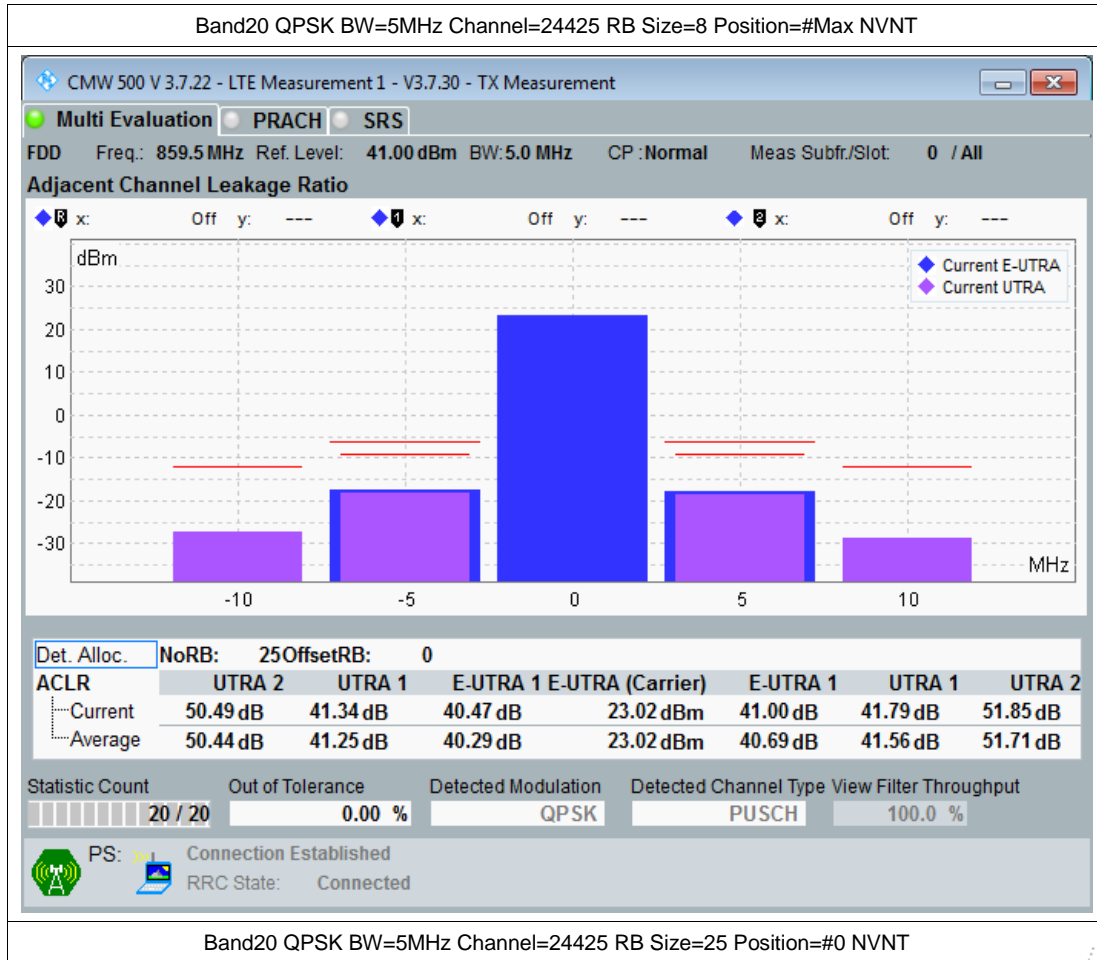 Band20 QPSK BW=5MHz Channel=24425 RB Size=8 Position=#Max NVNT
CMW 500 V 3.7.22 - LTE Measurement 1 - V3.7.30 - TX Measurement
Multi Evaluation PRACH SRS
FDD Freq.: 859.5 MHz Ref. Level: 41.00 dBm BW: 5.0 MHz CP : Normal Meas Subfr./Slot: 0 / All
Adjacent Channel Leakage Ratio
R x: Off y: --- 1 x: Off y: --- 2 x: Off y: ---
dBm
Current E-UTRA
Current UTRA
30
20
10
0
-10
-20
-30
MHz
-10 -5 0 5 10
Det. Alloc. NoRB: 25 OffsetRB: 0
ACLR UTRA 2 UTRA 1 E-UTRA 1 E-UTRA (Carrier) E-UTRA 1 UTRA 1 UTRA 2
Current 50.49 dB 41.34 dB 40.47 dB 23.02 dBm 41.00 dB 41.79 dB 51.85 dB
Average 50.44 dB 41.25 dB 40.29 dB 23.02 dBm 40.69 dB 41.56 dB 51.71 dB
Statistic Count Out of Tolerance Detected Modulation Detected Channel Type View Filter Throughput
20 / 20 0.00 % QPSK PUSCH 100.0 %
PS: Connection Established
RRC State: Connected
Band20 QPSK BW=5MHz Channel=24425 RB Size=25 Position=#0 NVNT